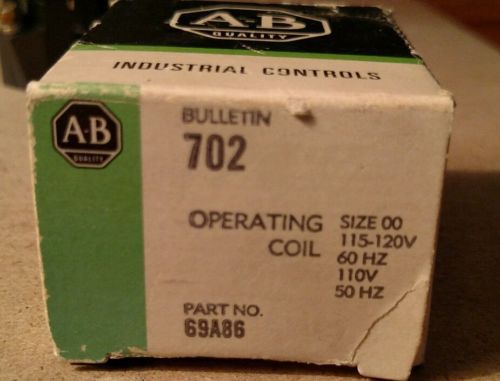 A-B
QUALITY
INDUSTRIAL CONTROLS
A-B
QUALITY
BULLETIN
702
OPERATING
COIL
SIZE 00
115-120V
60 HZ
110V
50 HZ
PART NO.
69A86